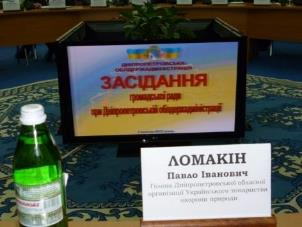 ДНІПРОПЕТРОВСЬКА
ОБЛДЕРЖАДМІНІСТРАЦІЯ
ЗАСІДАННЯ
громадської ради
при Дніпропетровській облдержадміністрації
ЛОМАКІН
Павло Іванович
Голова Дніпропетровської обласної
організації Українського товариства
охорони природи